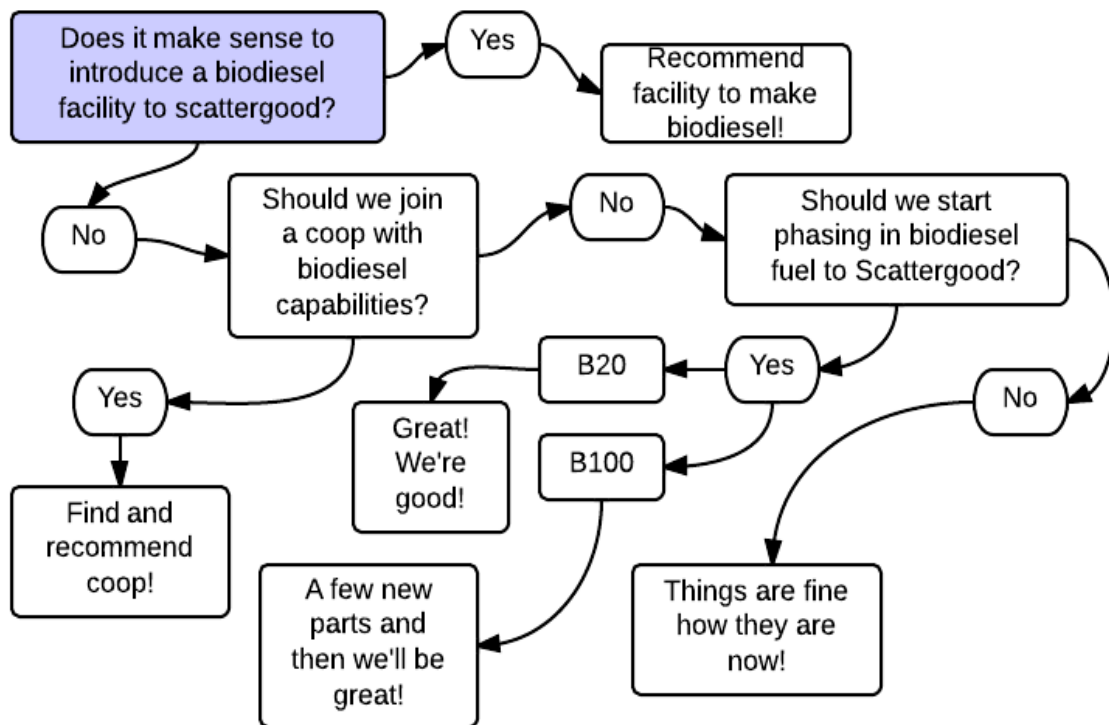 Does it make sense to
introduce a biodiesel
facility to scattergood?
Yes
Recommend
facility to make
biodiesel!
No
Should we join
a coop with
biodiesel
capabilities?
No
Should we start
phasing in biodiesel
fuel to Scattergood?
Yes
Find and
recommend
coop!
Yes
B20
Great!
We're
good!
B100
A few new
parts and
then we'll be
great!
No
Things are fine
how they are
now!